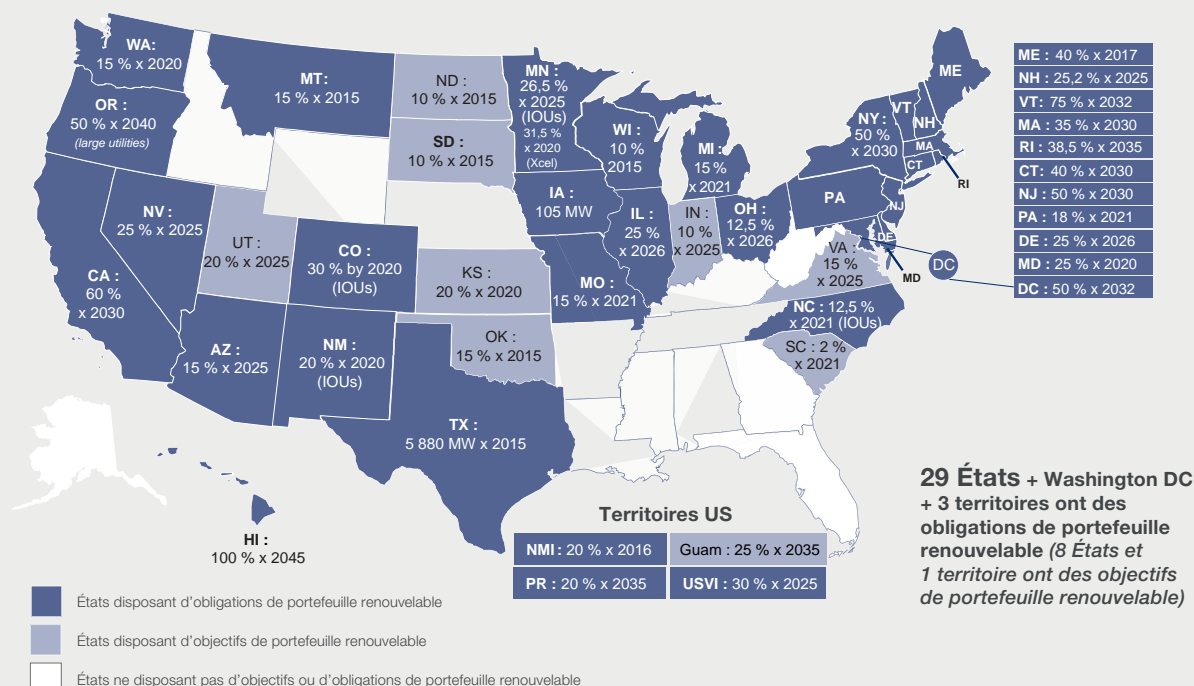 WA:
15 % x 2020
OR :
50 % x 2040
(large utilities)
MT :
15 % x 2015
ND :
10 % x 2015
SD :
10 % x 2015
MN :
26,5 %
x 2025
(IOUs)
31,5 %
x 2020
(Xcel)
WI :
10 %
2015
MI :
15 %
x 2021
NY :
50 %
x 2030
VT
NH
ME
MA
CT
RI
NV :
25 % x 2025
UT :
20 % x 2025
CO :
30 % by 2020
(IOUs)
KS :
20 % x 2020
IA :
105 MW
IL :
25 %
x 2026
IN :
10 %
x 2025
OH :
12,5 %
x 2026
PA
NJ
DE
MD
DC
VA :
15 %
x 2025
CA :
60 %
x 2030
MO :
15 % x 2021
NC : 12,5 %
x 2021 (IOUs)
SC : 2 %
x 2021
AZ :
15 % x 2025
NM :
20 % x 2020
(IOUs)
OK :
15 % x 2015
TX :
5 880 MW x 2015
HI :
100 % x 2045
ME : 40 % x 2017
NH : 25,2 % x 2025
VT: 75 % x 2032
MA : 35 % x 2030
RI : 38,5 % x 2035
CT: 40 % x 2030
NJ : 50 % x 2030
PA : 18 % x 2021
DE : 25 % x 2026
MD : 25 % x 2020
DC : 50 % x 2032
29 États + Washington DC
+ 3 territoires ont des
obligations de portefeuille
renouvelable (8 États et
1 territoire ont des objectifs
de portefeuille renouvelable)
Territoires US
NMI : 20 % x 2016
Guam : 25 % x 2035
PR : 20 % x 2035
USVI : 30 % x 2025
États disposant d'obligations de portefeuille renouvelable
États disposant d'objectifs de portefeuille renouvelable
États ne disposant pas d'objectifs ou d'obligations de portefeuille renouvelable